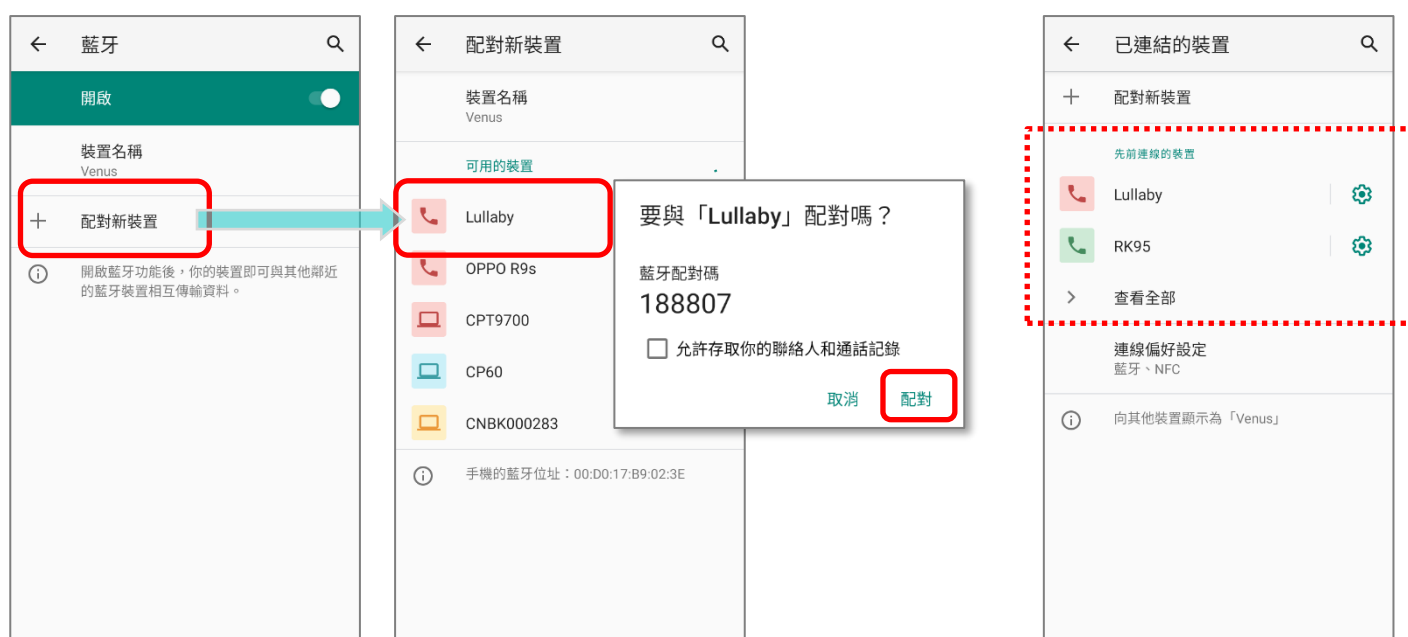 藍牙
開啟
裝置名稱
Venus
配對新裝置
開啟藍牙功能後，你的裝置即可與其他鄰近
的藍牙裝置相互傳輸資料。
配對新裝置
裝置名稱
Venus
可用的裝置
Lullaby
OPPO R9s
CPT9700
CP60
CNBK000283
手機的藍牙位址：00:D0:17:B9:02:3E
要與「Lullaby」配對嗎？
藍牙配對碼
188807
允許存取你的聯絡人和通話記錄
取消 配對
已連結的裝置
配對新裝置
先前連線的裝置
Lullaby
RK95
查看全部
連線偏好設定
藍牙、NFC
向其他裝置顯示為「Venus」